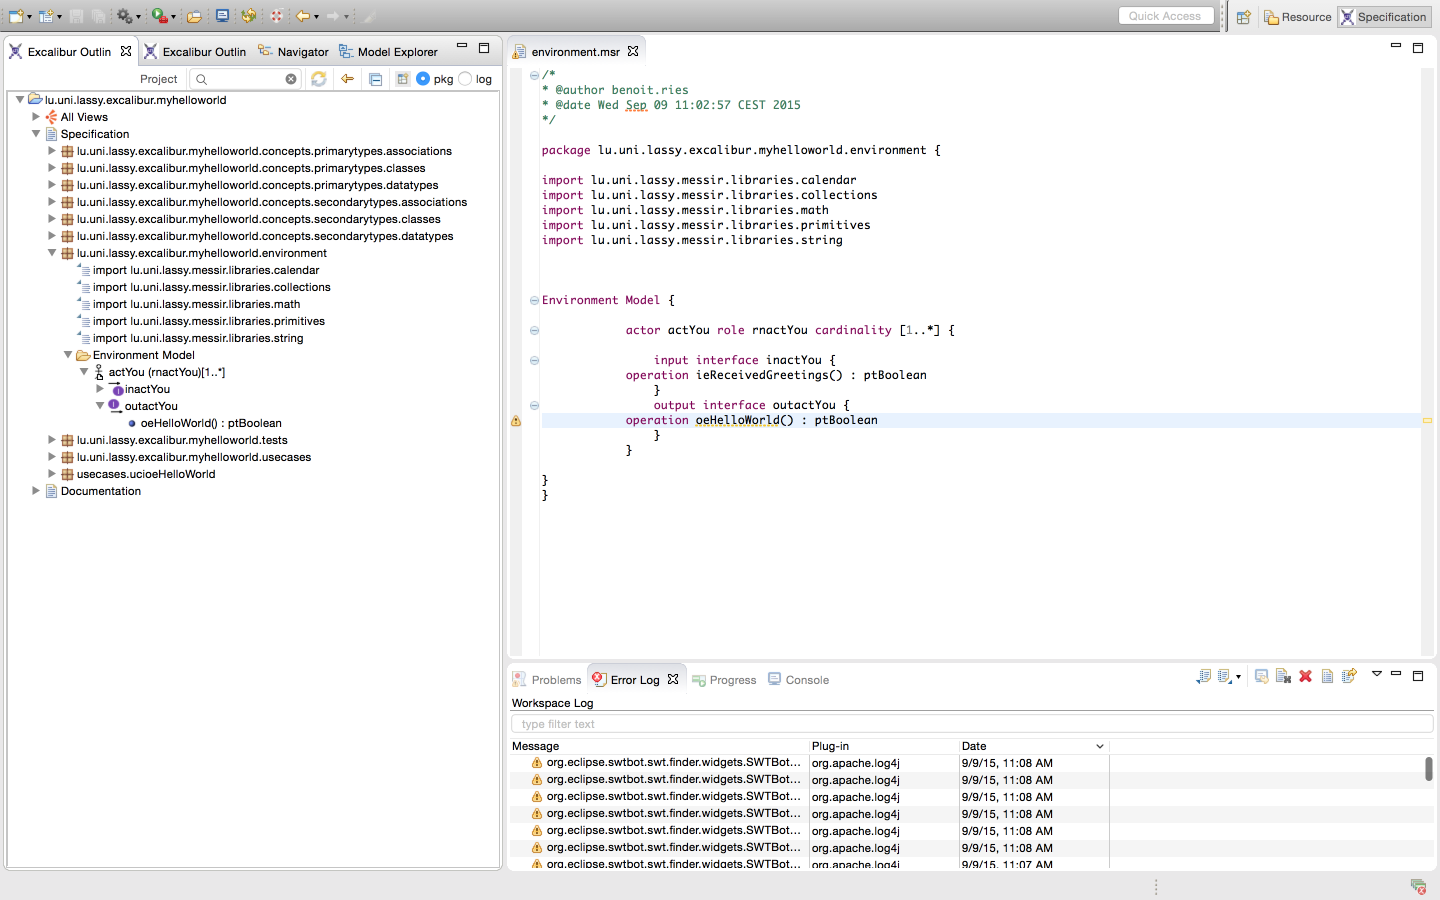 Quick Access
Resource
Specification
Excalibur Outlin
Excalibur Outlin
Navigator
Model Explorer
Project
pkg
log
lu.uni.lassy.excalibur.myhelloworld
All Views
Specification
lu.uni.lassy.excalibur.myhelloworld.concepts.primarytypes.associations
lu.uni.lassy.excalibur.myhelloworld.concepts.primarytypes.classes
lu.uni.lassy.excalibur.myhelloworld.concepts.primarytypes.datatypes
lu.uni.lassy.excalibur.myhelloworld.concepts.secondarytypes.associations
lu.uni.lassy.excalibur.myhelloworld.concepts.secondarytypes.classes
lu.uni.lassy.excalibur.myhelloworld.concepts.secondarytypes.datatypes
lu.uni.lassy.excalibur.myhelloworld.environment
import lu.uni.lassy.messir.libraries.calendar
import lu.uni.lassy.messir.libraries.collections
import lu.uni.lassy.messir.libraries.math
import lu.uni.lassy.messir.libraries.primitives
import lu.uni.lassy.messir.libraries.string
Environment Model
actYou (rnactYou)[1..*]
inactYou
outactYou
oeHelloWorld() : ptBoolean
lu.uni.lassy.excalibur.myhelloworld.tests
lu.uni.lassy.excalibur.myhelloworld.usecases
usecases.ucioeHelloWorld
Documentation
environment.msr
/*
* @author benoit.ries
* @date Wed Sep 09 11:02:57 CEST 2015
*/
package lu.uni.lassy.excalibur.myhelloworld.environment {
import lu.uni.lassy.messir.libraries.calendar
import lu.uni.lassy.messir.libraries.collections
import lu.uni.lassy.messir.libraries.math
import lu.uni.lassy.messir.libraries.primitives
import lu.uni.lassy.messir.libraries.string
Environment Model {
actor actYou role rnactYou cardinality [1..*] {
input interface inactYou {
operation ieReceivedGreetings() : ptBoolean
}
output interface outactYou {
operation oeHelloWorld() : ptBoolean
}
}
}
}
Problems
Error Log
Progress
Console
Workspace Log
type filter text
Message Plug-in Date
org.eclipse.swtbot.swt.finder.widgets.SWTBot... org.apache.log4j 9/9/15, 11:08 AM
org.eclipse.swtbot.swt.finder.widgets.SWTBot... org.apache.log4j 9/9/15, 11:08 AM
org.eclipse.swtbot.swt.finder.widgets.SWTBot... org.apache.log4j 9/9/15, 11:08 AM
org.eclipse.swtbot.swt.finder.widgets.SWTBot... org.apache.log4j 9/9/15, 11:08 AM
org.eclipse.swtbot.swt.finder.widgets.SWTBot... org.apache.log4j 9/9/15, 11:08 AM
org.eclipse.swtbot.swt.finder.widgets.SWTBot... org.apache.log4j 9/9/15, 11:08 AM
org.eclipse.swtbot.swt.finder.widgets.SWTBot... org.apache.log4j 9/9/15, 11:07 AM